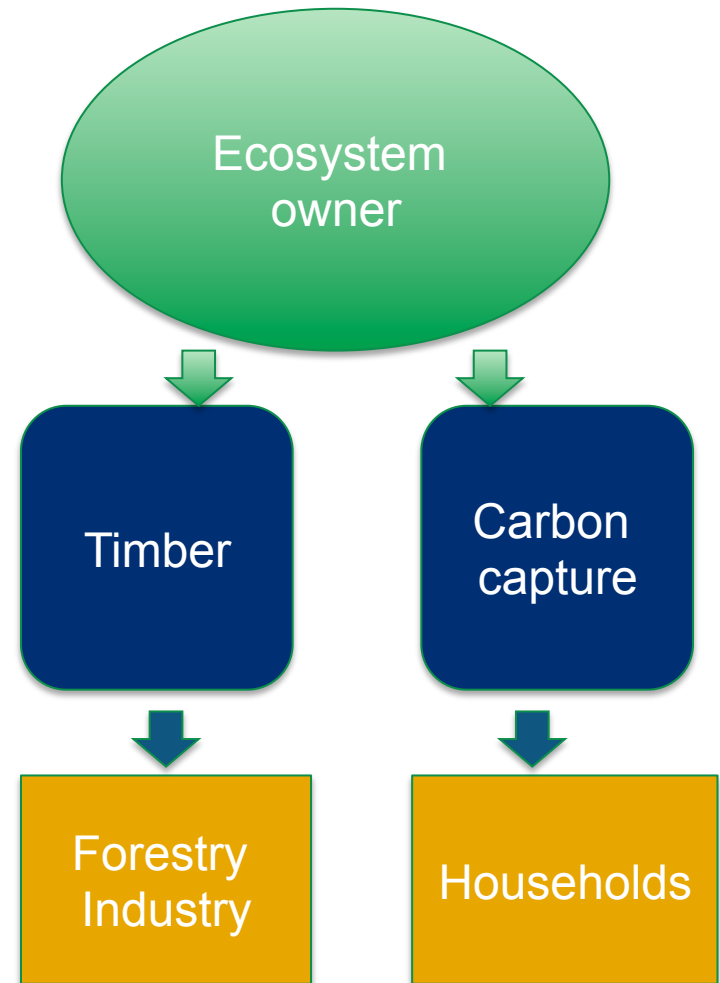 Ecosystem
owner
Timber
Carbon
capture
Forestry
Industry
Households